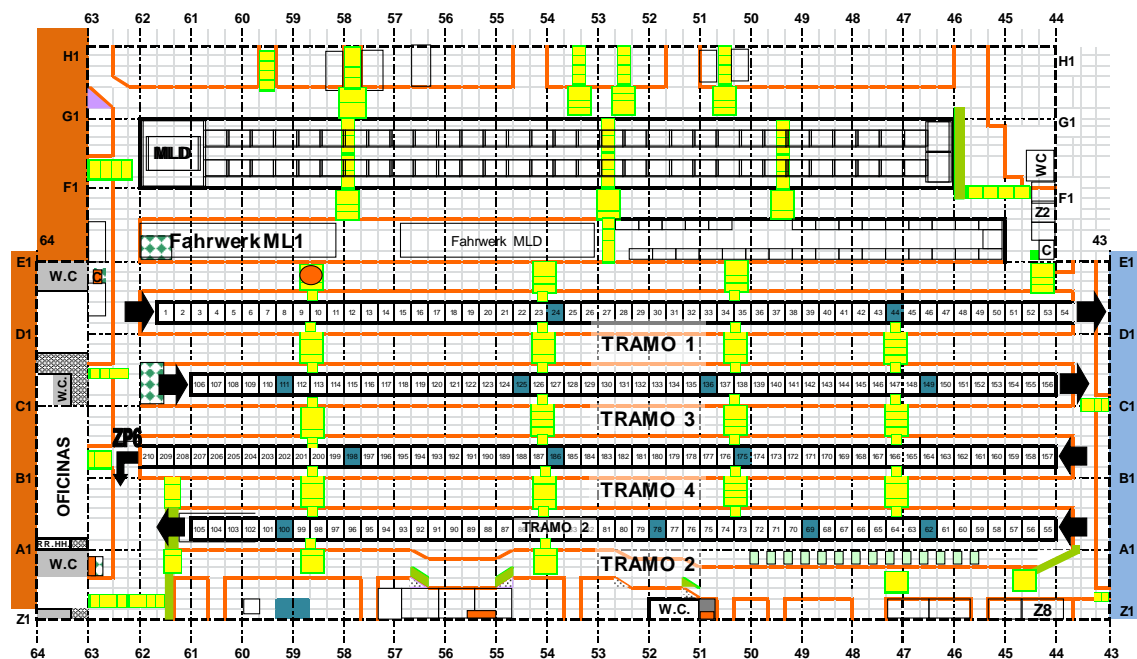 63 62 61 60 59 58 57 56 55 54 53 52 51 50 49 48 47 46 45 44
H1 H1
G1 G1
MLD
WC
F1 F1
Z2
64 Fahrwerk ML1 Fahrwerk MLD 43
C
E1 E1
W.C C
1 2 3 4 5 6 7 8 9 10 11 12 13 14 15 16 17 18 19 20 21 22 23 24 25 26 27 28 29 30 31 32 33 34 35 36 37 38 39 40 41 42 43 44 45 46 47 48 49 50 51 52 53 54
D1 D1
TRAMO 1
W.C.
106 107 108 109 110 111 112 113 114 115 116 117 118 119 120 121 122 123 124 125 126 127 128 129 130 131 132 133 134 135 136 137 138 139 140 141 142 143 144 145 146 147 148 149 150 151 152 153 154 155 156
C1 C1
TRAMO 3
ZP6
210 209 208 207 206 205 204 203 202 201 200 199 198 197 196 195 194 193 192 191 190 189 188 187 186 185 184 183 182 181 180 179 178 177 176 175 174 173 172 171 170 169 168 167 166 165 164 163 162 161 160 159 158 157
OFICINAS
B1 B1
TRAMO 4
105 104 103 102 101 100 99 98 97 96 95 94 93 92 91 TRAMO 2 81 80 79 78 77 76 75 74 73 72 71 70 69 68 67 66 65 64 63 62 61 60 59 58 57 56 55
RR.HH.
A1 A1
W.C
TRAMO 2
W.C. Z8
Z1 Z1
64 63 62 61 60 59 58 57 56 55 54 53 52 51 50 49 48 47 46 45 44 43